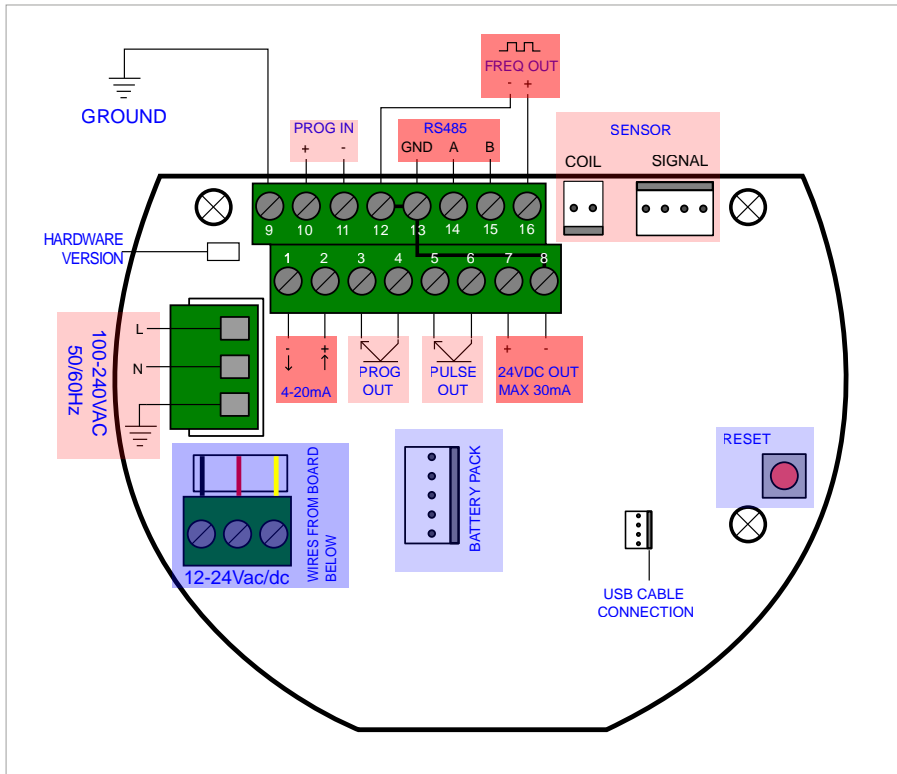 FREQ OUT
- +
GROUND
PROG IN
+ -
RS485
GND A B
SENSOR
COIL SIGNAL
9 10 11 12 13 14 15 16
HARDWARE
VERSION
1 2 3 4 5 6 7 8
L
N
100-240VAC
50/60Hz
- +
4-20mA
PROG
OUT
PULSE
OUT
+ -
24VDC OUT
MAX 30mA
RESET
WIRES FROM BOARD
BELOW
12-24Vac/dc
BATTERY PACK
USB CABLE
CONNECTION